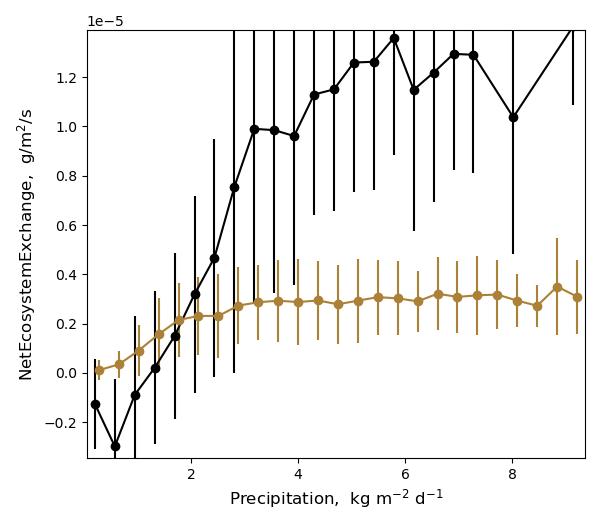 1e−5
1.2
1.0
0.8
0.6
0.4
0.2
0.0
−0.2
2 4 6 8
NetEcosystemExchange, g/m²/s
Precipitation, kg m⁻² d⁻¹